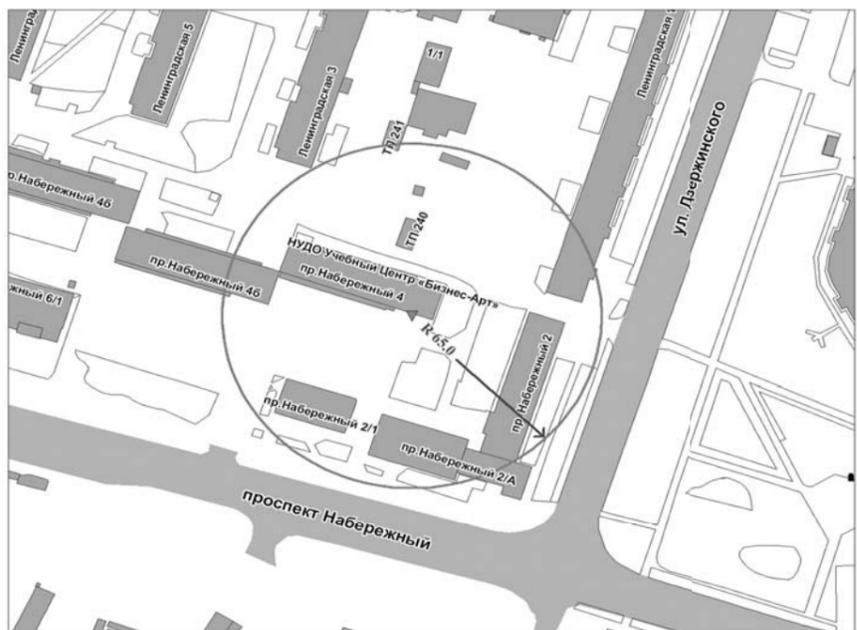 Ленинградская 5
Ленинградская 3
1/1
ТП 241
Ленинградская
ул. Дзержинского
пр.Набережный 4б
ТП 240
НУДО Учебный Центр «Бизнес-Арт»
пр.Набережный 4б
пр.Набережный 4
жный 6/1
R 65.0
пр. Набережный 2
пр.Набережный 2/1
пр.Набережный 2/А
проспект Набережный